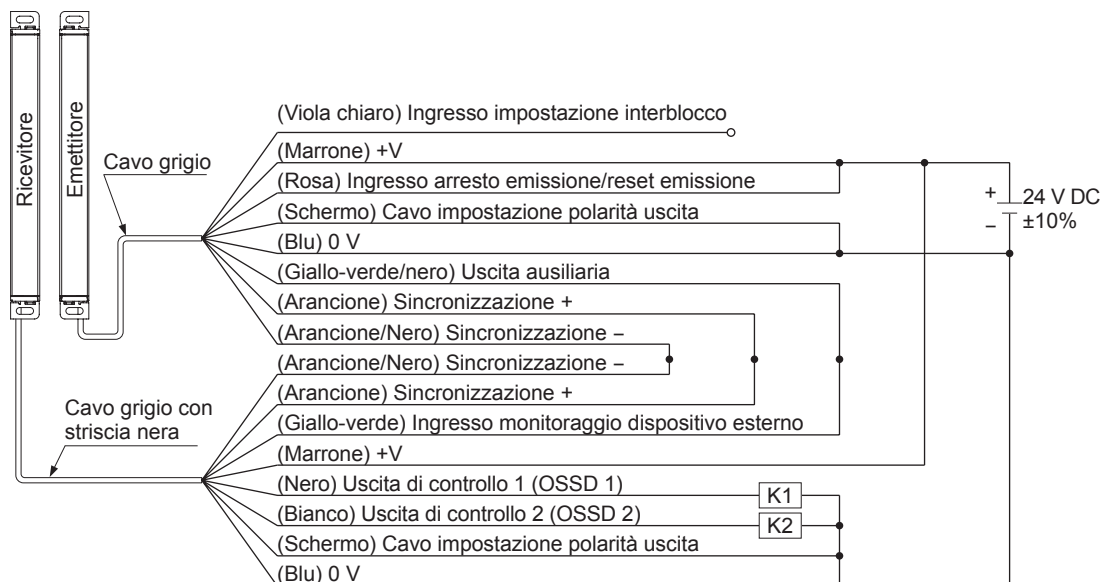 Ricevitore
Emettitore
Cavo grigio
(Viola chiaro) Ingresso impostazione interblocco
(Marrone) +V
(Rosa) Ingresso arresto emissione/reset emissione
(Schermo) Cavo impostazione polarità uscita
(Blu) 0 V
(Giallo-verde/nero) Uscita ausiliaria
(Arancione) Sincronizzazione +
(Arancione/Nero) Sincronizzazione –
+
–
24 V DC
±10%
Cavo grigio con
striscia nera
(Arancione/Nero) Sincronizzazione –
(Arancione) Sincronizzazione +
(Giallo-verde) Ingresso monitoraggio dispositivo esterno
(Marrone) +V
(Nero) Uscita di controllo 1 (OSSD 1)
K1
(Bianco) Uscita di controllo 2 (OSSD 2)
K2
(Schermo) Cavo impostazione polarità uscita
(Blu) 0 V